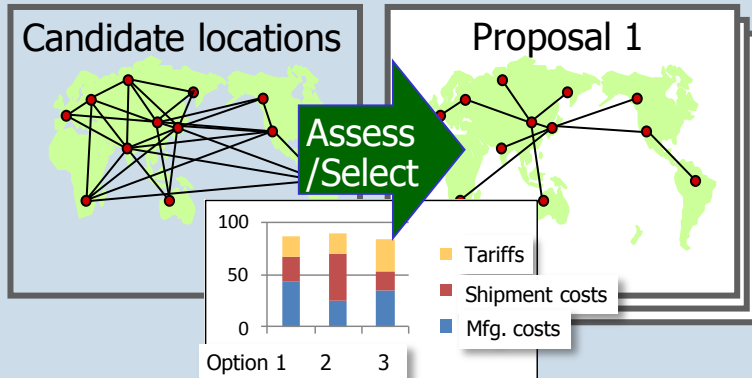 Candidate locations
Proposal 1
Assess
/Select
100
50
0
Tariffs
Shipment costs
Mfg. costs
Option 1 2 3